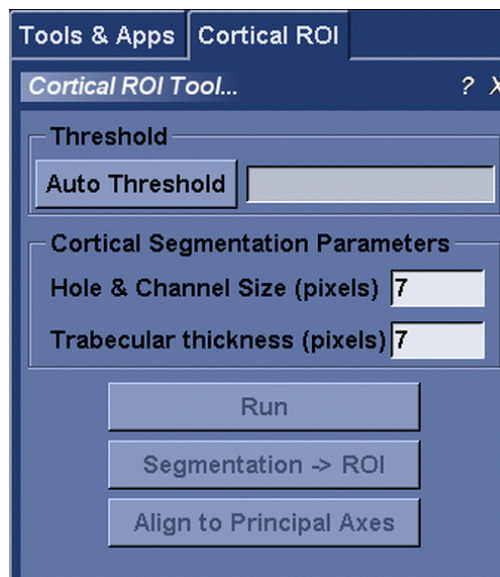 Tools & Apps Cortical ROI
Cortical ROI Tool... ? X
Threshold
Auto Threshold
Cortical Segmentation Parameters
Hole & Channel Size (pixels) 7
Trabecular thickness (pixels) 7
Run
Segmentation -> ROI
Align to Principal Axes